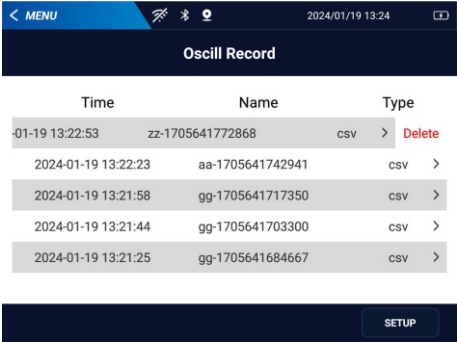 < MENU 2024/01/19 13:24
Oscill Record
Time Name Type
-01-19 13:22:53 zz-1705641772868 csv > Delete
2024-01-19 13:22:23 aa-1705641742941 csv >
2024-01-19 13:21:58 gg-1705641717350 csv >
2024-01-19 13:21:44 gg-1705641703300 csv >
2024-01-19 13:21:25 gg-1705641684667 csv >
SETUP